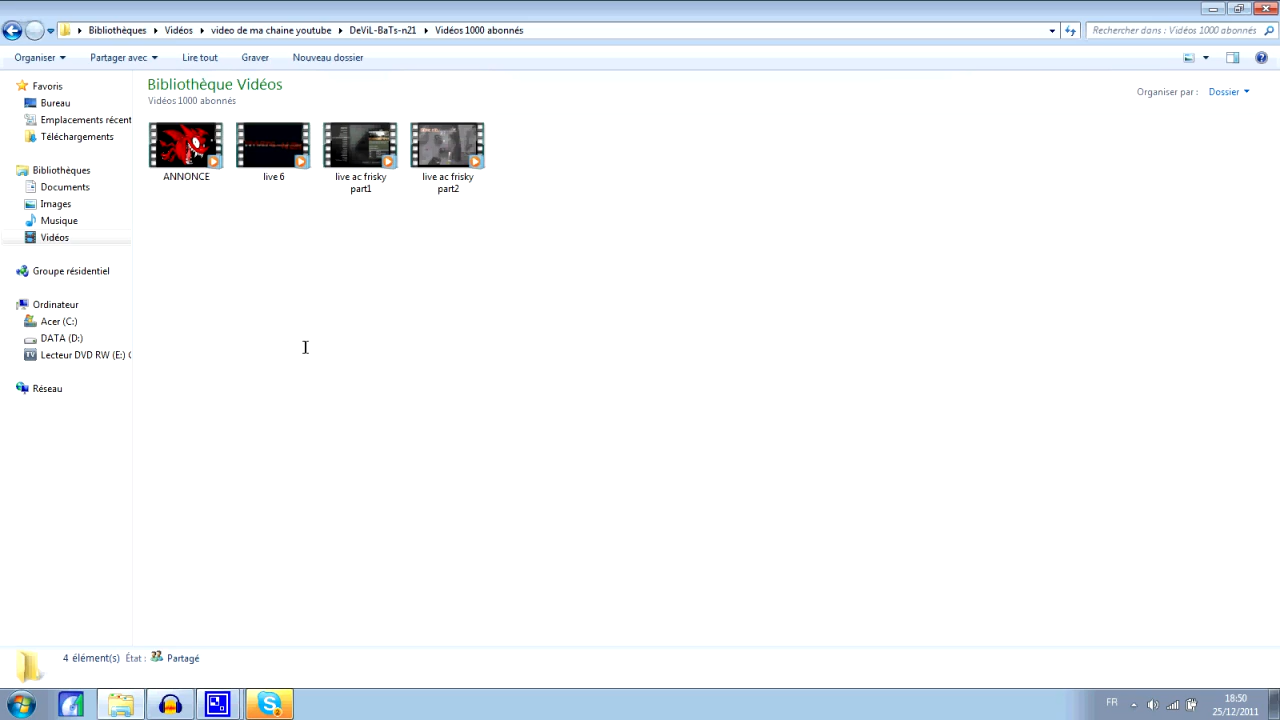 Bibliothèques Vidéos video de ma chaine youtube DeViL-BaTs-n21 Vidéos 1000 abonnés
Rechercher dans : Vidéos 1000 abonnés
Organiser Partager avec Lire tout Graver Nouveau dossier
Favoris
Bureau
Emplacements récent
Téléchargements
Bibliothèques
Documents
Images
Musique
Vidéos
Groupe résidentiel
Ordinateur
Acer (C:)
DATA (D:)
Lecteur DVD RW (E:) C
Réseau
Bibliothèque Vidéos
Vidéos 1000 abonnés
Organiser par : Dossier
ANNONCE
live 6
live ac frisky
part1
live ac frisky
part2
4 élément(s) État : Partagé
FR
18:50
25/12/2011